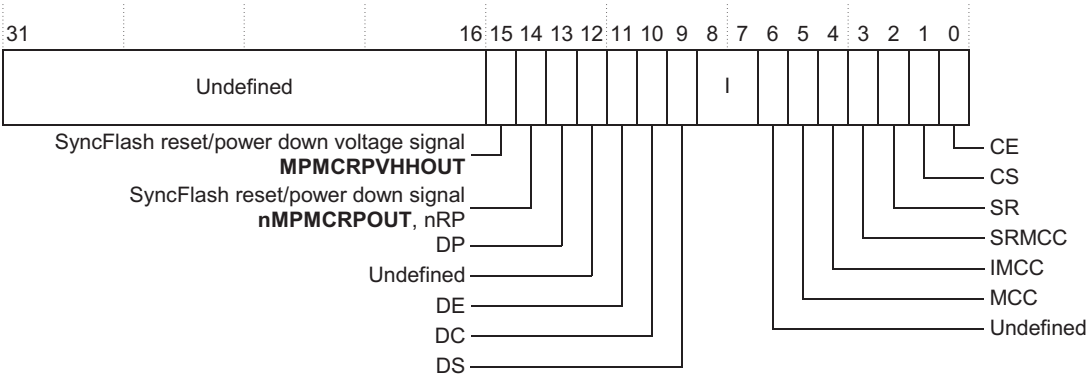 31 16 15 14 13 12 11 10 9 8 7 6 5 4 3 2 1 0
Undefined I
SyncFlash reset/power down voltage signal
MPMCRPVHHOUT
SyncFlash reset/power down signal
nMPMCRPOUT, nRP
DP
Undefined
DE
DC
DS
CE
CS
SR
SRMCC
IMCC
MCC
Undefined